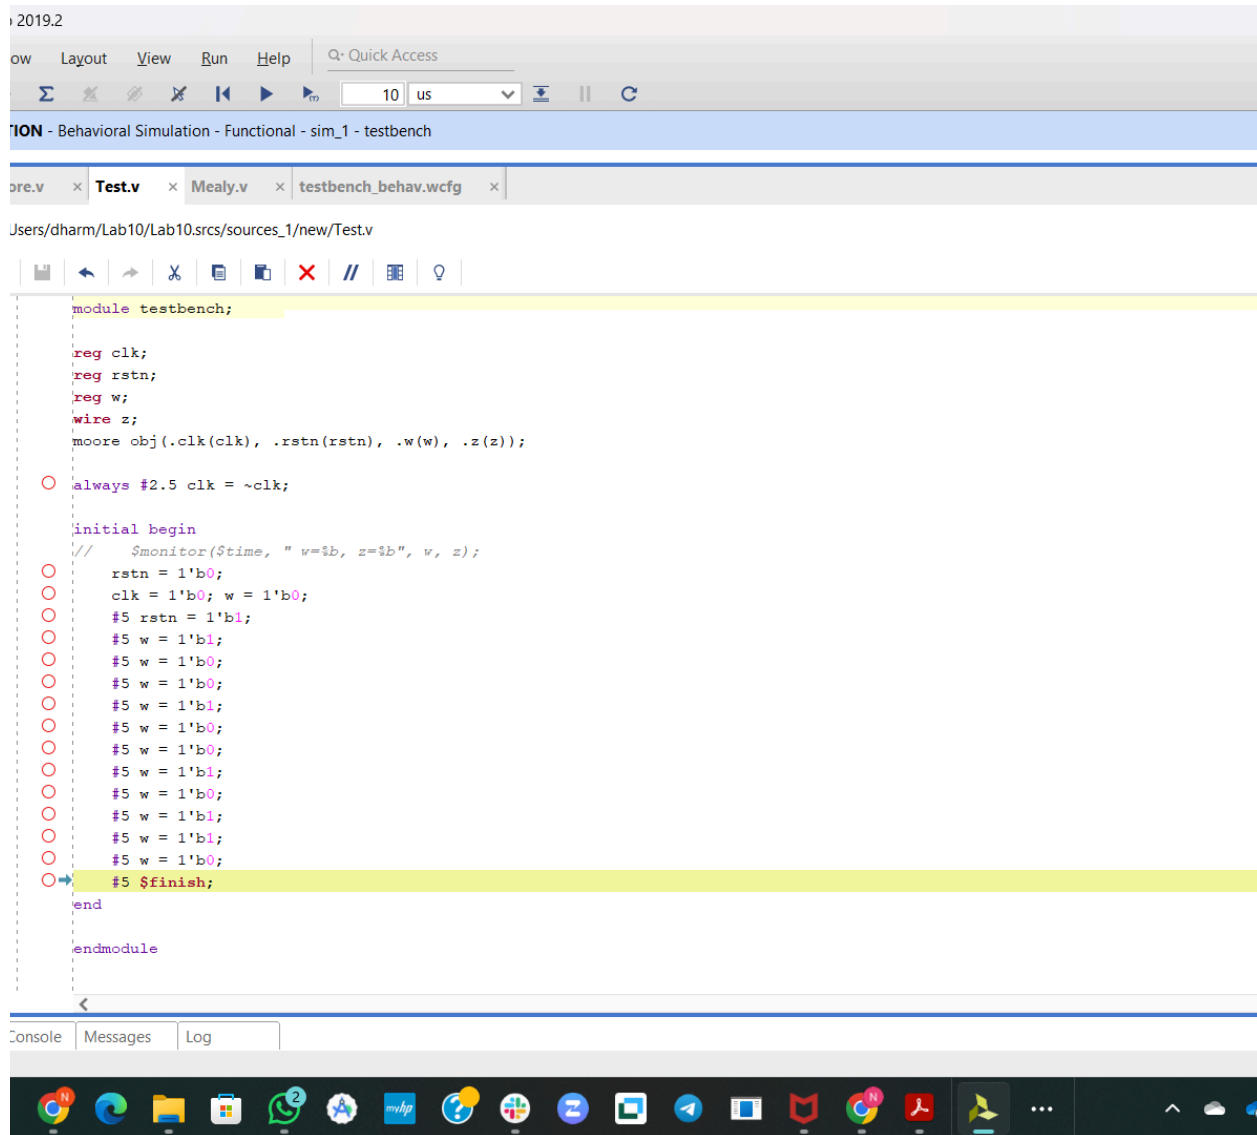 2019.2
ow Layout View Run Help Quick Access
10 us
TION - Behavioral Simulation - Functional - sim_1 - testbench
ore.v × Test.v × Mealy.v × testbench_behav.wcfg ×
Users/dharm/Lab10/Lab10.srcs/sources_1/new/Test.v
module testbench;
reg clk;
reg rstn;
reg w;
wire z;
moore obj(.clk(clk), .rstn(rstn), .w(w), .z(z));
always #2.5 clk = ~clk;
initial begin
// $monitor($time, " w=%b, z=%b", w, z);
rstn = 1'b0;
clk = 1'b0; w = 1'b0;
#5 rstn = 1'b1;
#5 w = 1'b1;
#5 w = 1'b0;
#5 w = 1'b0;
#5 w = 1'b1;
#5 w = 1'b0;
#5 w = 1'b0;
#5 w = 1'b1;
#5 w = 1'b0;
#5 w = 1'b1;
#5 w = 1'b1;
#5 w = 1'b0;
#5 $finish;
end
endmodule
Console Messages Log
N 2 myhp N